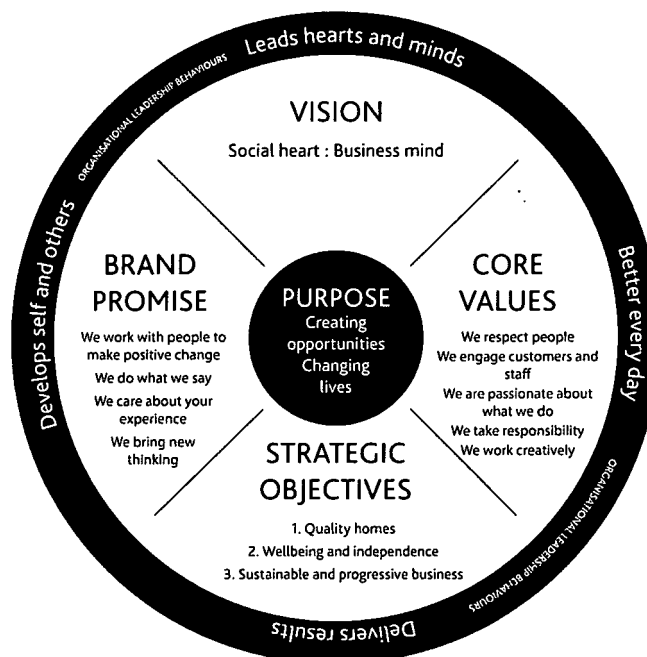 Leads hearts and minds
ORGANISATIONAL LEADERSHIP BEHAVIOURS
VISION
Social heart : Business mind
Develops self and others
BRAND
PROMISE
We work with people to
make positive change
We do what we say
We care about your
experience
We bring new
thinking
PURPOSE
Creating
opportunities
Changing
lives
CORE
VALUES
We respect people
We engage customers and
staff
We are passionate about
what we do
We take responsibility
We work creatively
Better every day
STRATEGIC
OBJECTIVES
1. Quality homes
2. Wellbeing and independence
3. Sustainable and progressive business
ORGANISATIONAL LEADERSHIP BEHAVIOURS
Delivers results